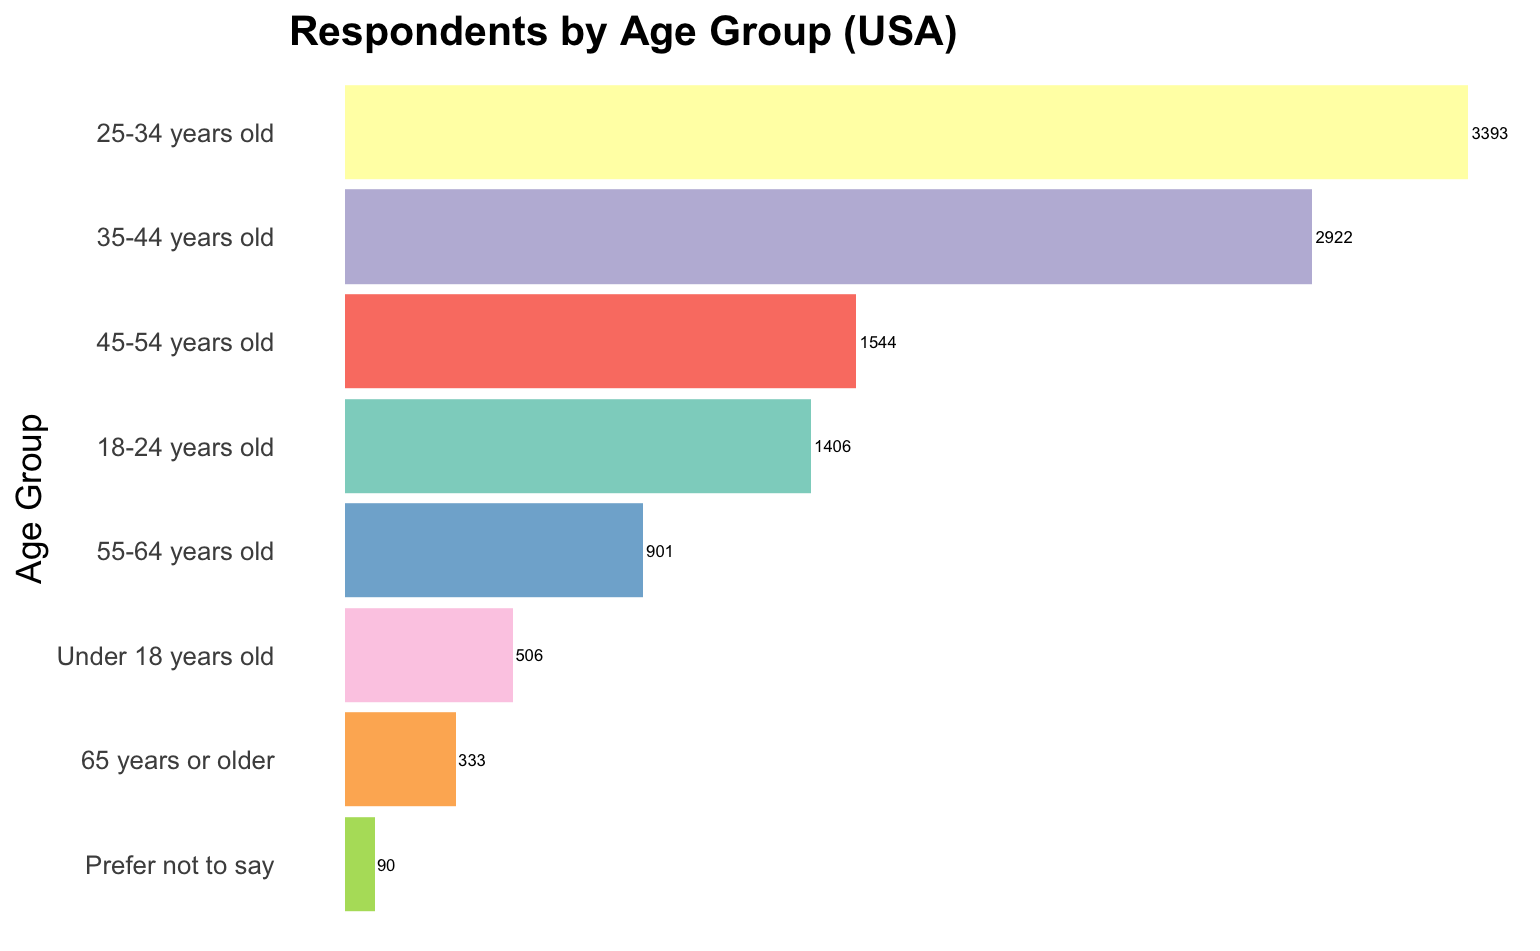 Respondents by Age Group (USA)
Age Group
25-34 years old 3393
35-44 years old 2922
45-54 years old 1544
18-24 years old 1406
55-64 years old 901
Under 18 years old 506
65 years or older 333
Prefer not to say 90